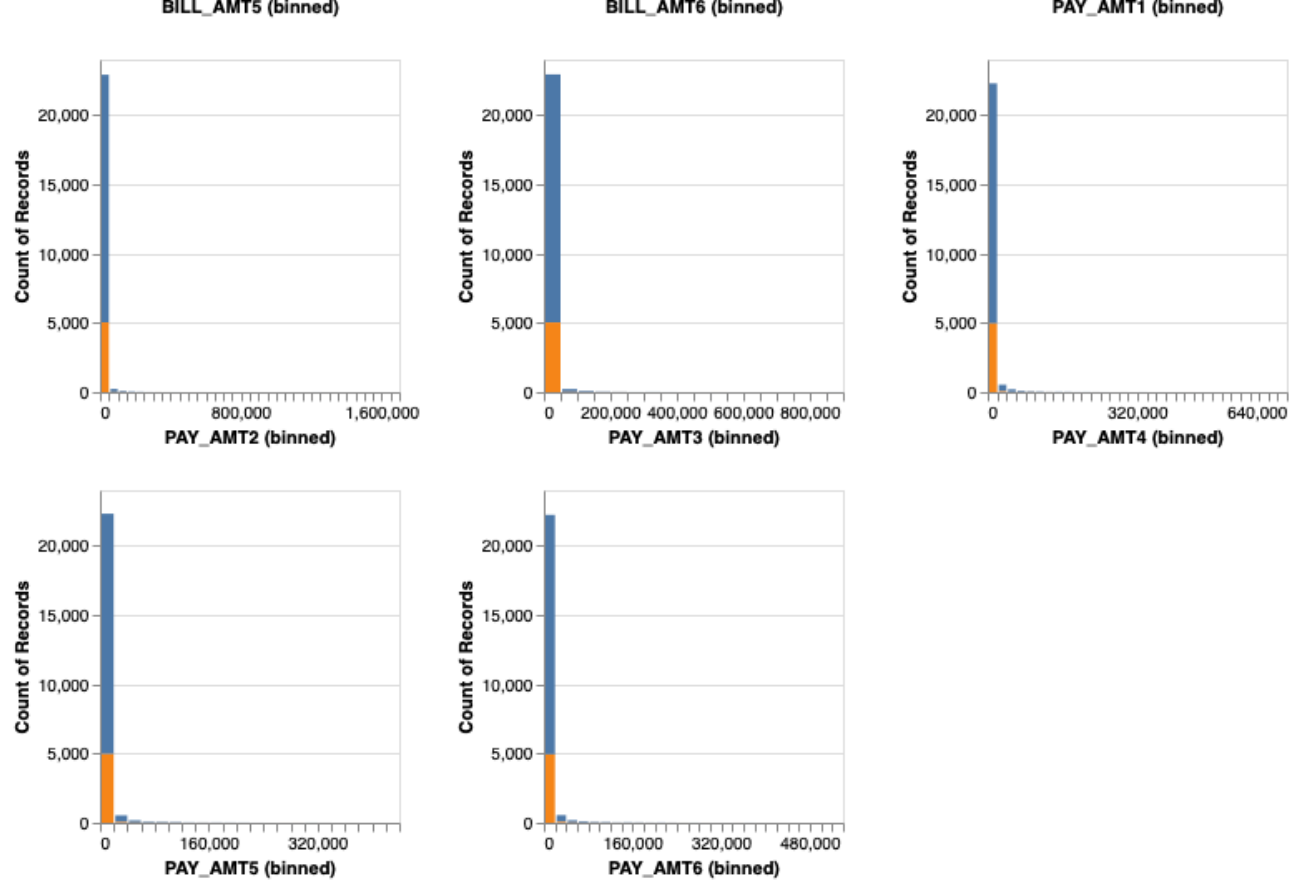 BILL_AMT5 (binned) BILL_AMT6 (binned) PAY_AMT1 (binned)
20,000
15,000
10,000
5,000
0
Count of Records
0 800,000 1,600,000
PAY_AMT2 (binned)
20,000
15,000
10,000
5,000
0
Count of Records
0 200,000 400,000 600,000 800,000
PAY_AMT3 (binned)
20,000
15,000
10,000
5,000
0
Count of Records
0 320,000 640,000
PAY_AMT4 (binned)
20,000
15,000
10,000
5,000
0
Count of Records
0 160,000 320,000
PAY_AMT5 (binned)
20,000
15,000
10,000
5,000
0
Count of Records
0 160,000 320,000 480,000
PAY_AMT6 (binned)